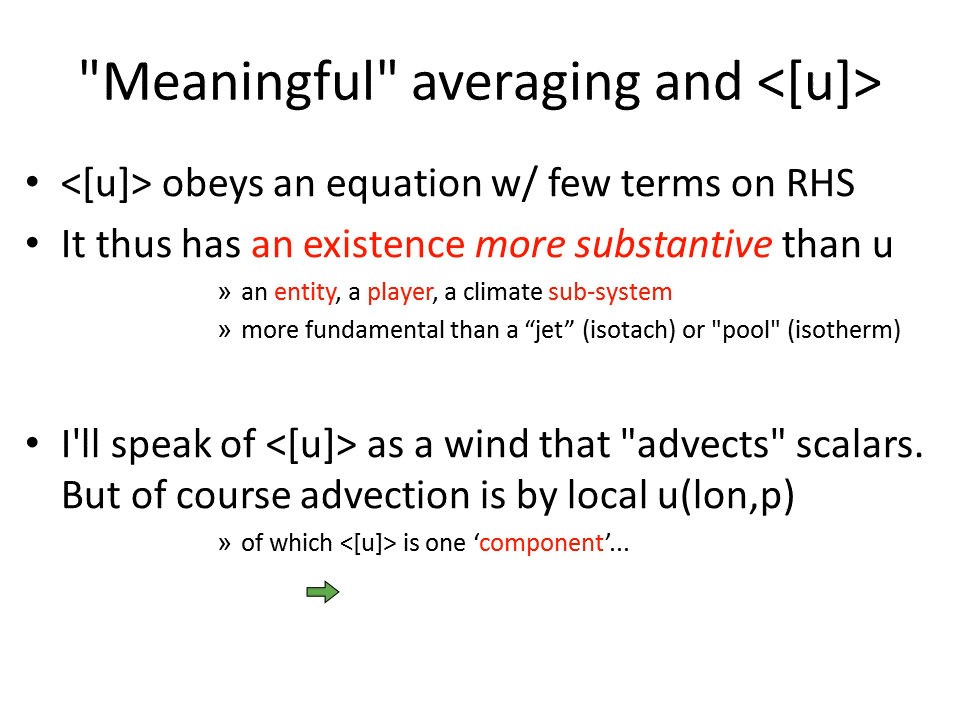 "Meaningful" averaging and <[u]>
• <[u]> obeys an equation w/ few terms on RHS
• It thus has an existence more substantive than u
» an entity, a player, a climate sub-system
» more fundamental than a “jet” (isotach) or "pool" (isotherm)
• I'll speak of <[u]> as a wind that "advects" scalars.
But of course advection is by local u(lon,p)
» of which <[u]> is one ‘component’...